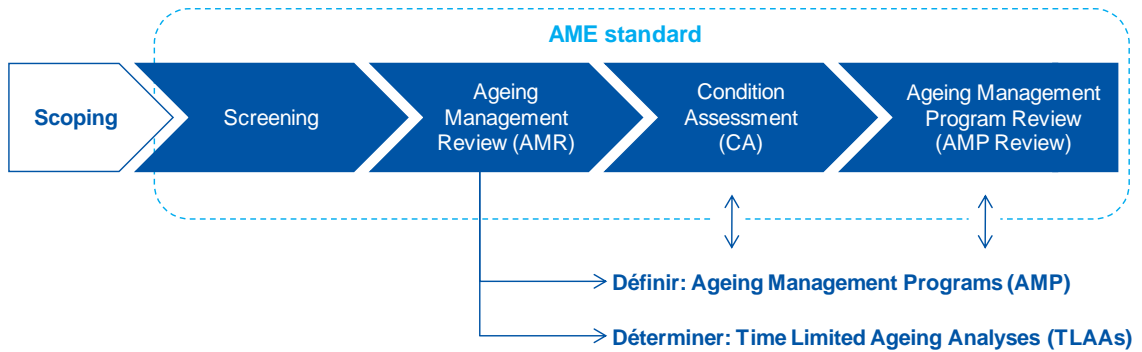 AME standard
Scoping
Screening
Ageing
Management
Review (AMR)
Condition
Assessment
(CA)
Ageing Management
Program Review
(AMP Review)
Définir: Ageing Management Programs (AMP)
Déterminer: Time Limited Ageing Analyses (TLAAs)